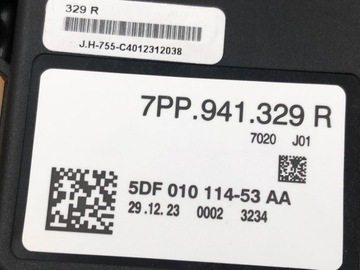 329 R
J.H-755-C4012312038
7PP.941.329 R
7020 J01
5DF 010 114-53 AA
29.12.23 0002 3234